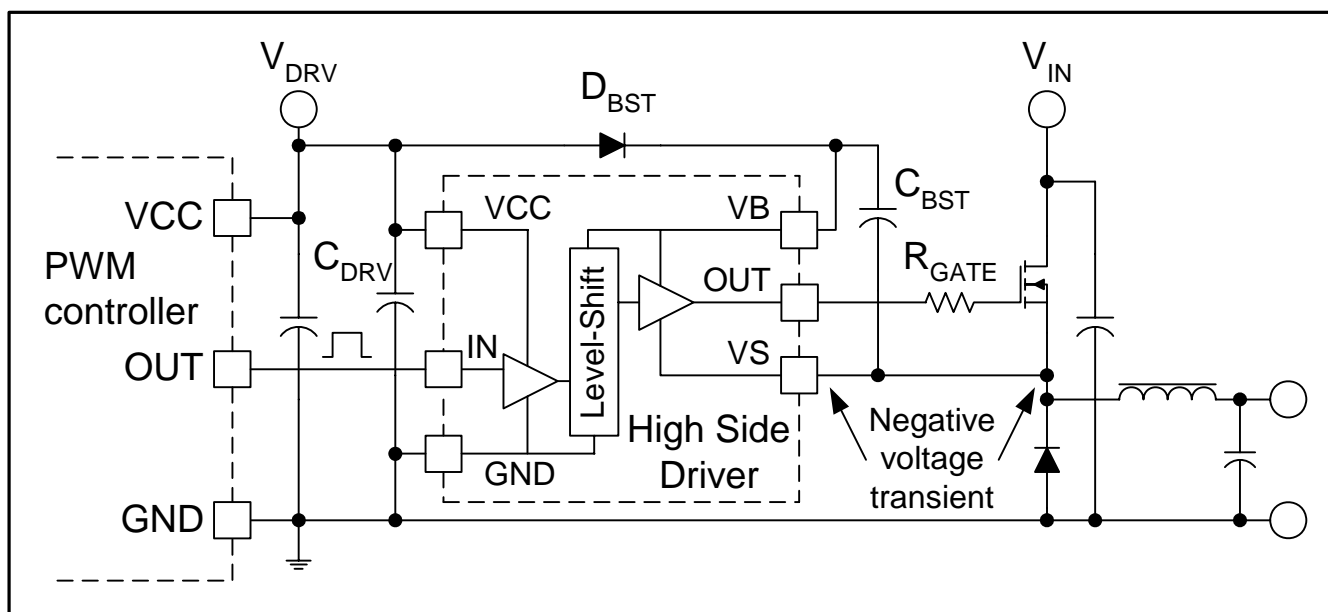 VDRV
DBST
VIN
VCC
VCC
VB
CBST
PWM
controller
CDRV
Level-Shift
OUT
RGATE
OUT
IN
VS
High Side
Driver
Negative
voltage
transient
GND
GND